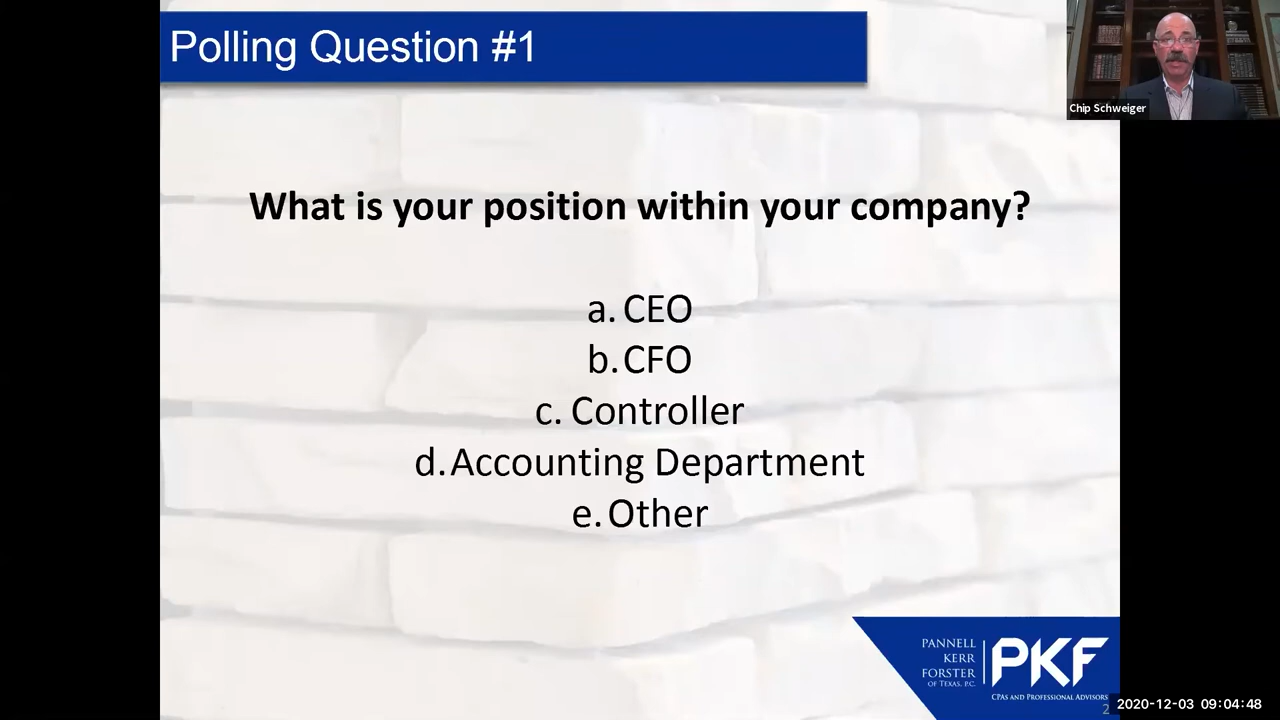 Polling Question #1
Chip Schweiger
What is your position within your company?
a. CEO
b. CFO
c. Controller
d. Accounting Department
e. Other
PANNELL
KERR
FORSTER
OF TEXAS, P.C.
PKF
CPAS AND PROFESSIONAL ADVISORS
2
2020-12-03 09:04:48